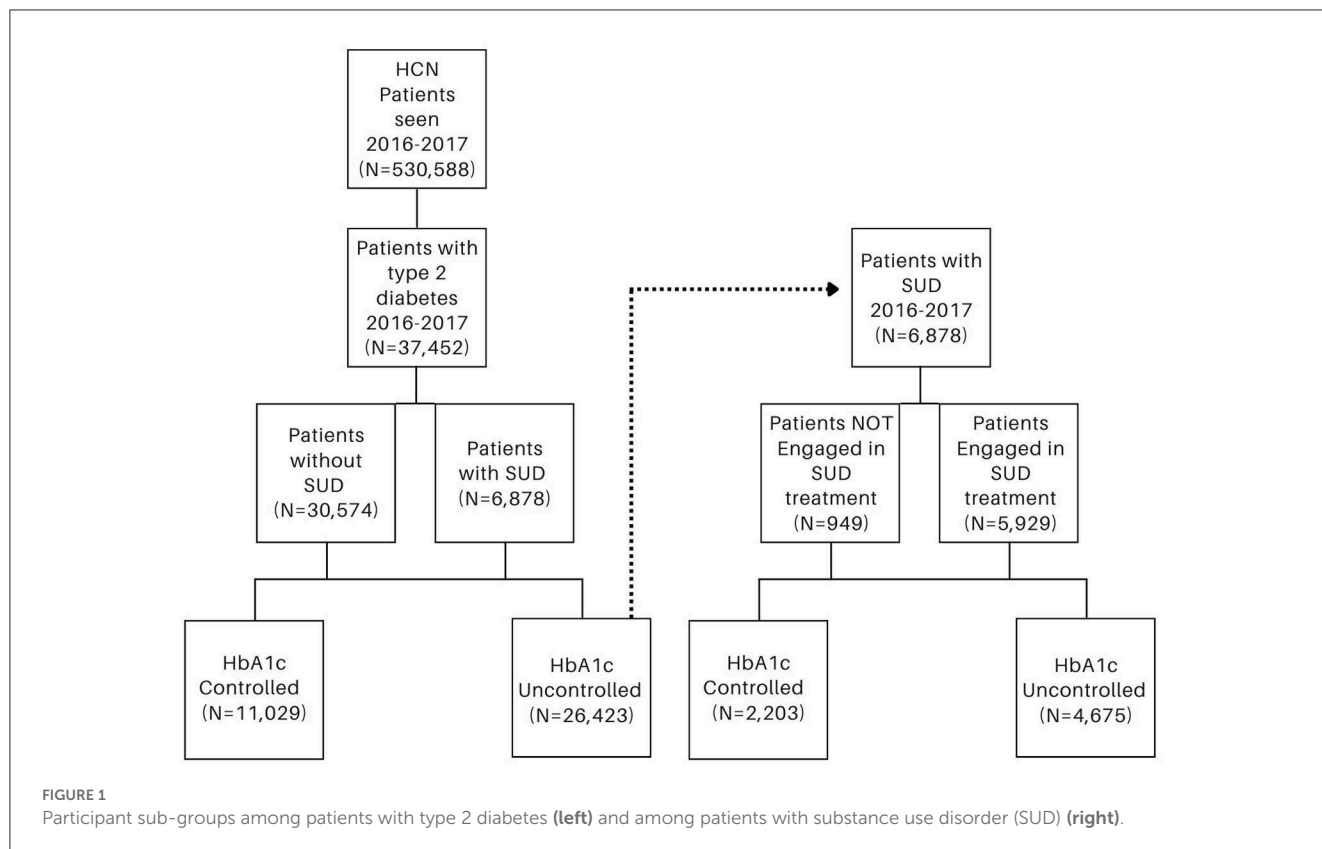 HCN
Patients
seen
2016-2017
(N=530,588)
Patients with
type 2
diabetes
2016-2017
(N=37,452)
Patients
without
SUD
(N=30,574)
Patients
with SUD
(N=6,878)
HbA1c
Controlled
(N=11,029)
HbA1c
Uncontrolled
(N=26,423)
Patients with
SUD
2016-2017
(N=6,878)
Patients NOT
Engaged in
SUD
treatment
(N=949)
Patients
Engaged in
SUD
treatment
(N=5,929)
HbA1c
Controlled
(N=2,203)
HbA1c
Uncontrolled
(N=4,675)
FIGURE 1
Participant sub-groups among patients with type 2 diabetes (left) and among patients with substance use disorder (SUD) (right).